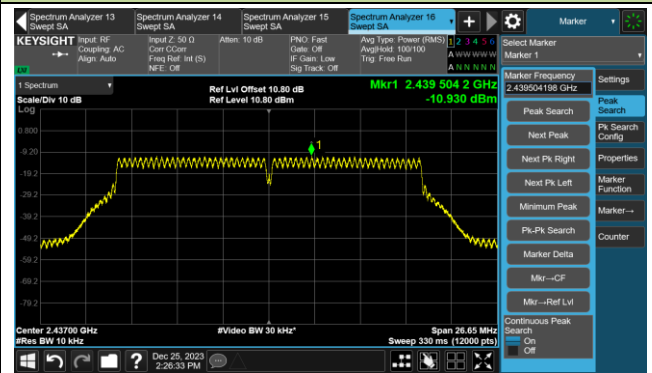 Spectrum Analyzer 13
Swept SA
Spectrum Analyzer 14
Swept SA
Spectrum Analyzer 15
Swept SA
Spectrum Analyzer 16
Swept SA
+
Marker
KEYSIGHT
Input: RF
Coupling: AC
Align: Auto
Input Z: 50 Ω
Corr CCorr
Freq Ref: Int (S)
NFE: Off
Atten: 10 dB
PNO: Fast
Gate: Off
IF Gain: Low
Sig Track: Off
Avg Type: Power (RMS)
Avg|Hold: 100/100
Trig: Free Run
1 2 3 4 5 6
A W W W W W
A N N N N N
Select Marker
Marker 1
1 Spectrum
Scale/Div 10 dB
Log
Ref Lvl Offset 10.80 dB
Ref Level 10.80 dBm
Mkr1 2.439 504 2 GHz
-10.930 dBm
0.800
-9.20
-19.2
-29.2
-39.2
-49.2
-59.2
-69.2
-79.2
1
Center 2.43700 GHz
#Res BW 10 kHz
#Video BW 30 kHz*
Span 26.65 MHz
Sweep 330 ms (12000 pts)
Marker Frequency
2.439504198 GHz
Peak Search
Next Peak
Next Pk Right
Next Pk Left
Minimum Peak
Pk-Pk Search
Marker Delta
Mkr→CF
Mkr→Ref Lvl
Continuous Peak
Search
On
Off
Settings
Peak
Search
Pk Search
Config
Properties
Marker
Function
Marker→
Counter
?
Dec 25, 2023
2:26:33 PM